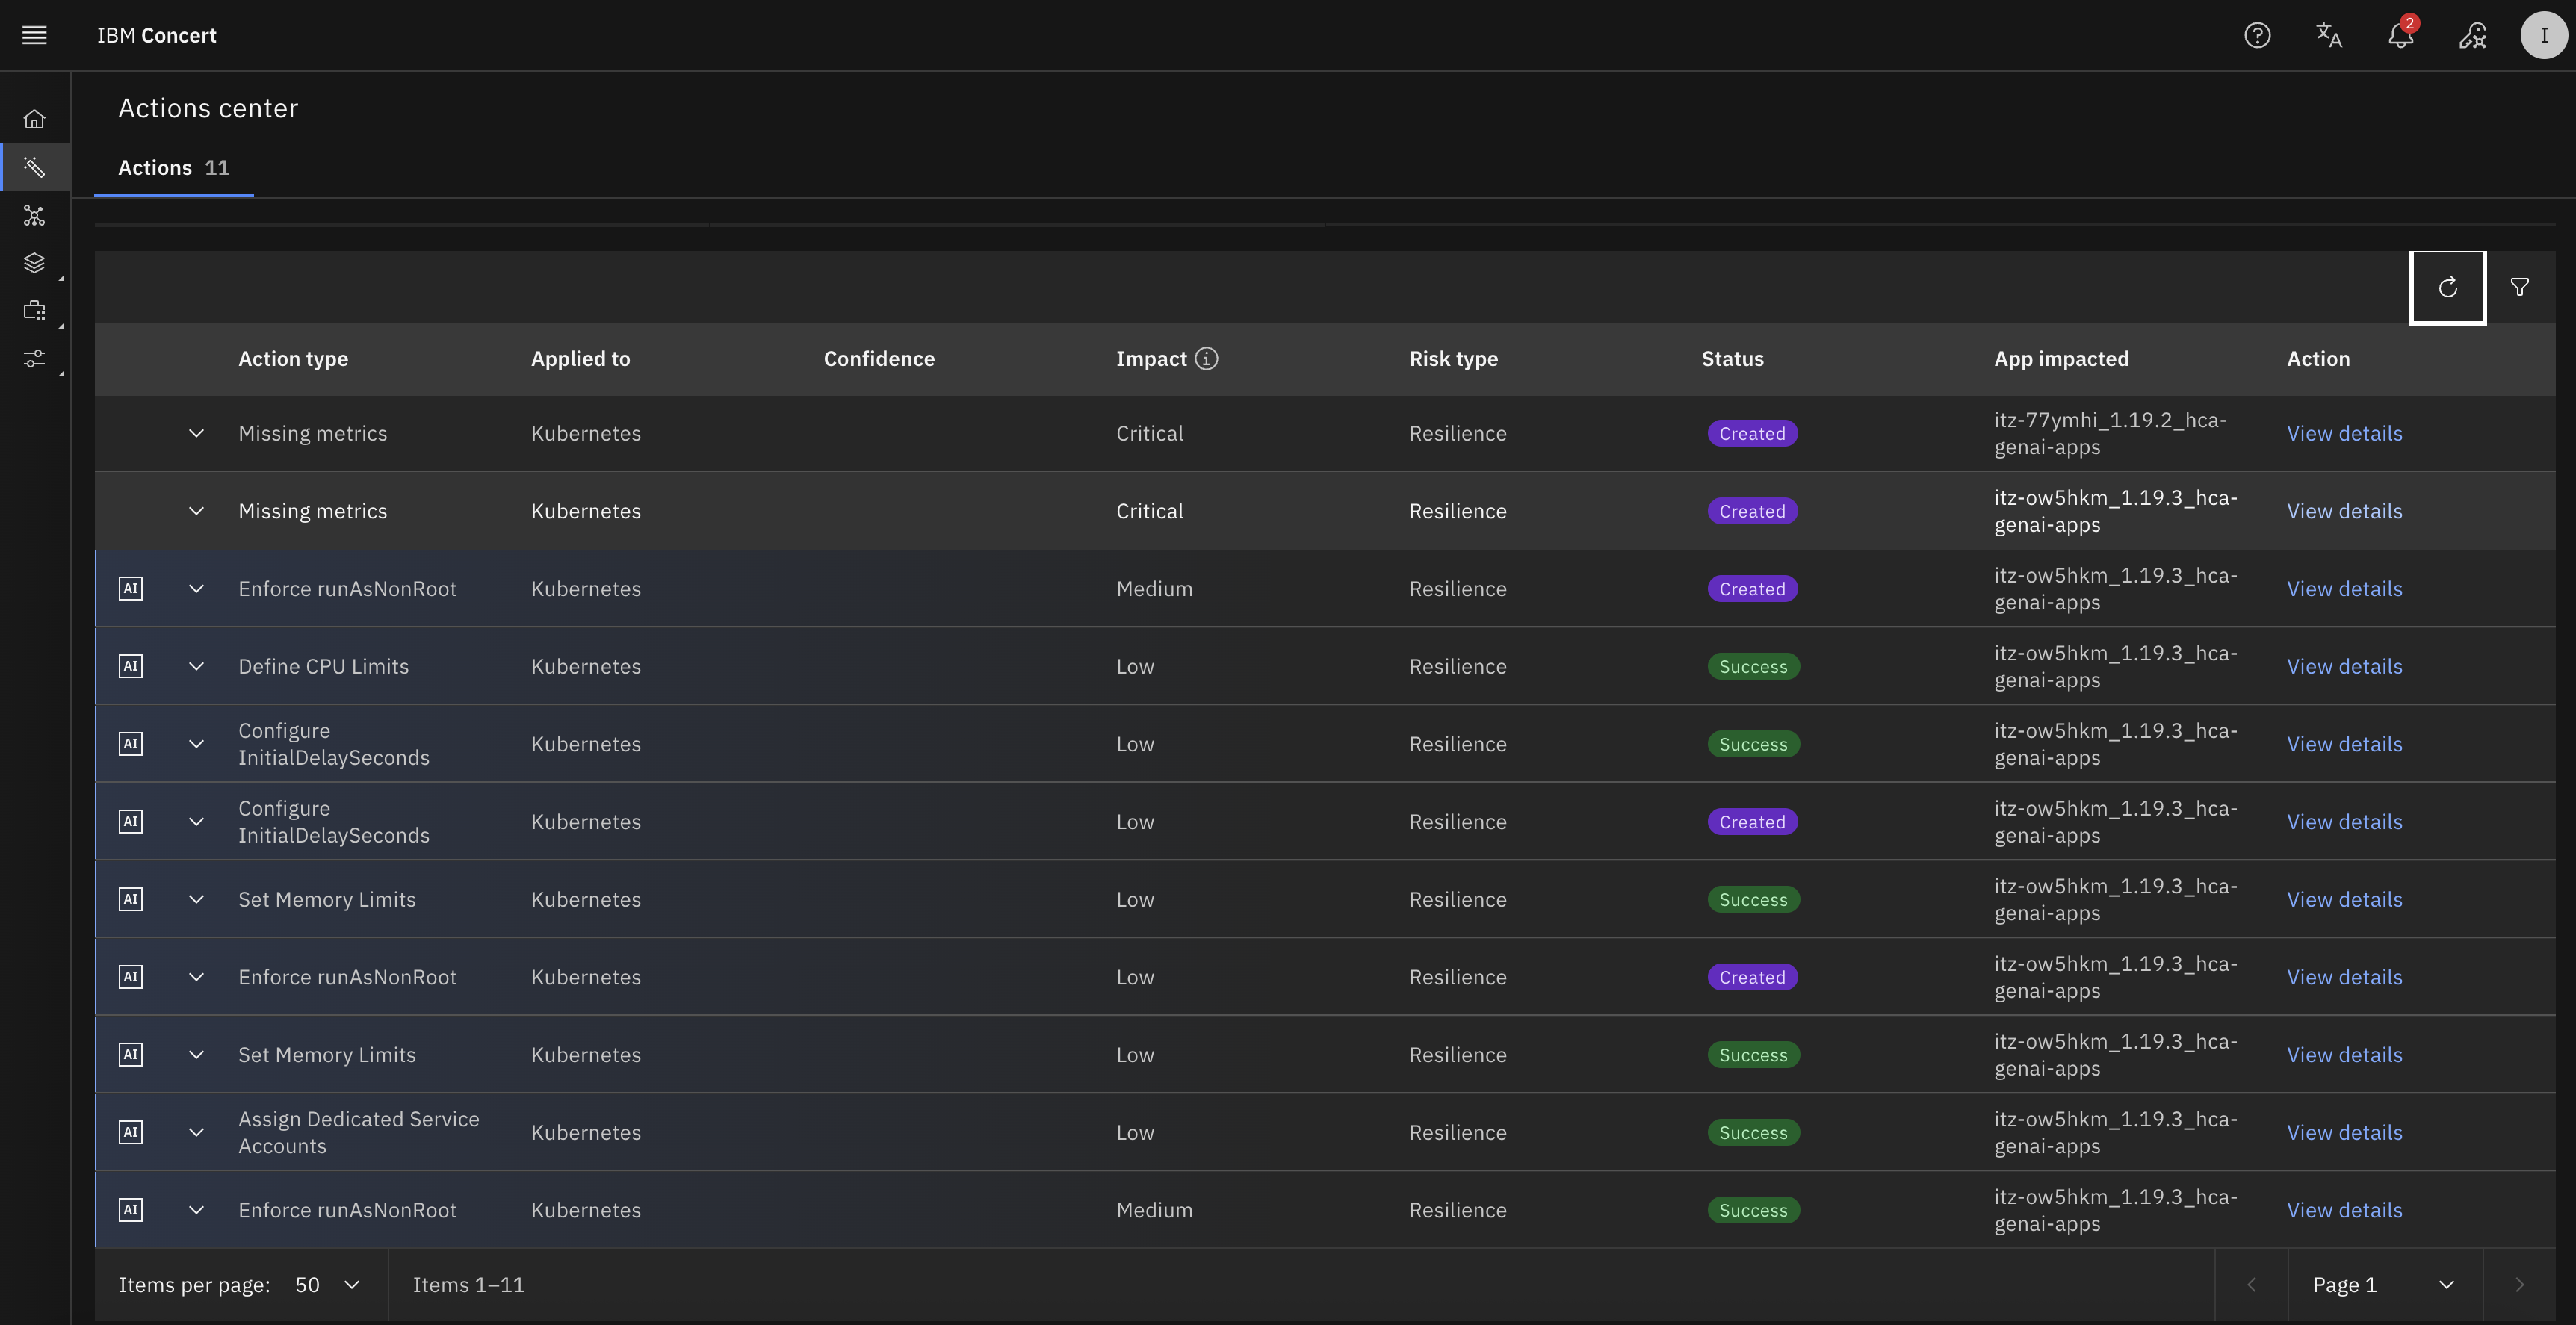 IBM Concert
2
I
Actions center
Actions 11
Action type Applied to Confidence Impact Risk type Status App impacted Action
Missing metrics Kubernetes Critical Resilience Created itz-77ymhi_1.19.2_hca-
genai-apps View details
Missing metrics Kubernetes Critical Resilience Created itz-ow5hkm_1.19.3_hca-
genai-apps View details
AI Enforce runAsNonRoot Kubernetes Medium Resilience Created itz-ow5hkm_1.19.3_hca-
genai-apps View details
AI Define CPU Limits Kubernetes Low Resilience Success itz-ow5hkm_1.19.3_hca-
genai-apps View details
AI Configure
InitialDelaySeconds Kubernetes Low Resilience Success itz-ow5hkm_1.19.3_hca-
genai-apps View details
AI Configure
InitialDelaySeconds Kubernetes Low Resilience Created itz-ow5hkm_1.19.3_hca-
genai-apps View details
AI Set Memory Limits Kubernetes Low Resilience Success itz-ow5hkm_1.19.3_hca-
genai-apps View details
AI Enforce runAsNonRoot Kubernetes Low Resilience Created itz-ow5hkm_1.19.3_hca-
genai-apps View details
AI Set Memory Limits Kubernetes Low Resilience Success itz-ow5hkm_1.19.3_hca-
genai-apps View details
AI Assign Dedicated Service
Accounts Kubernetes Low Resilience Success itz-ow5hkm_1.19.3_hca-
genai-apps View details
AI Enforce runAsNonRoot Kubernetes Medium Resilience Success itz-ow5hkm_1.19.3_hca-
genai-apps View details
Items per page: 50 Items 1–11 Page 1